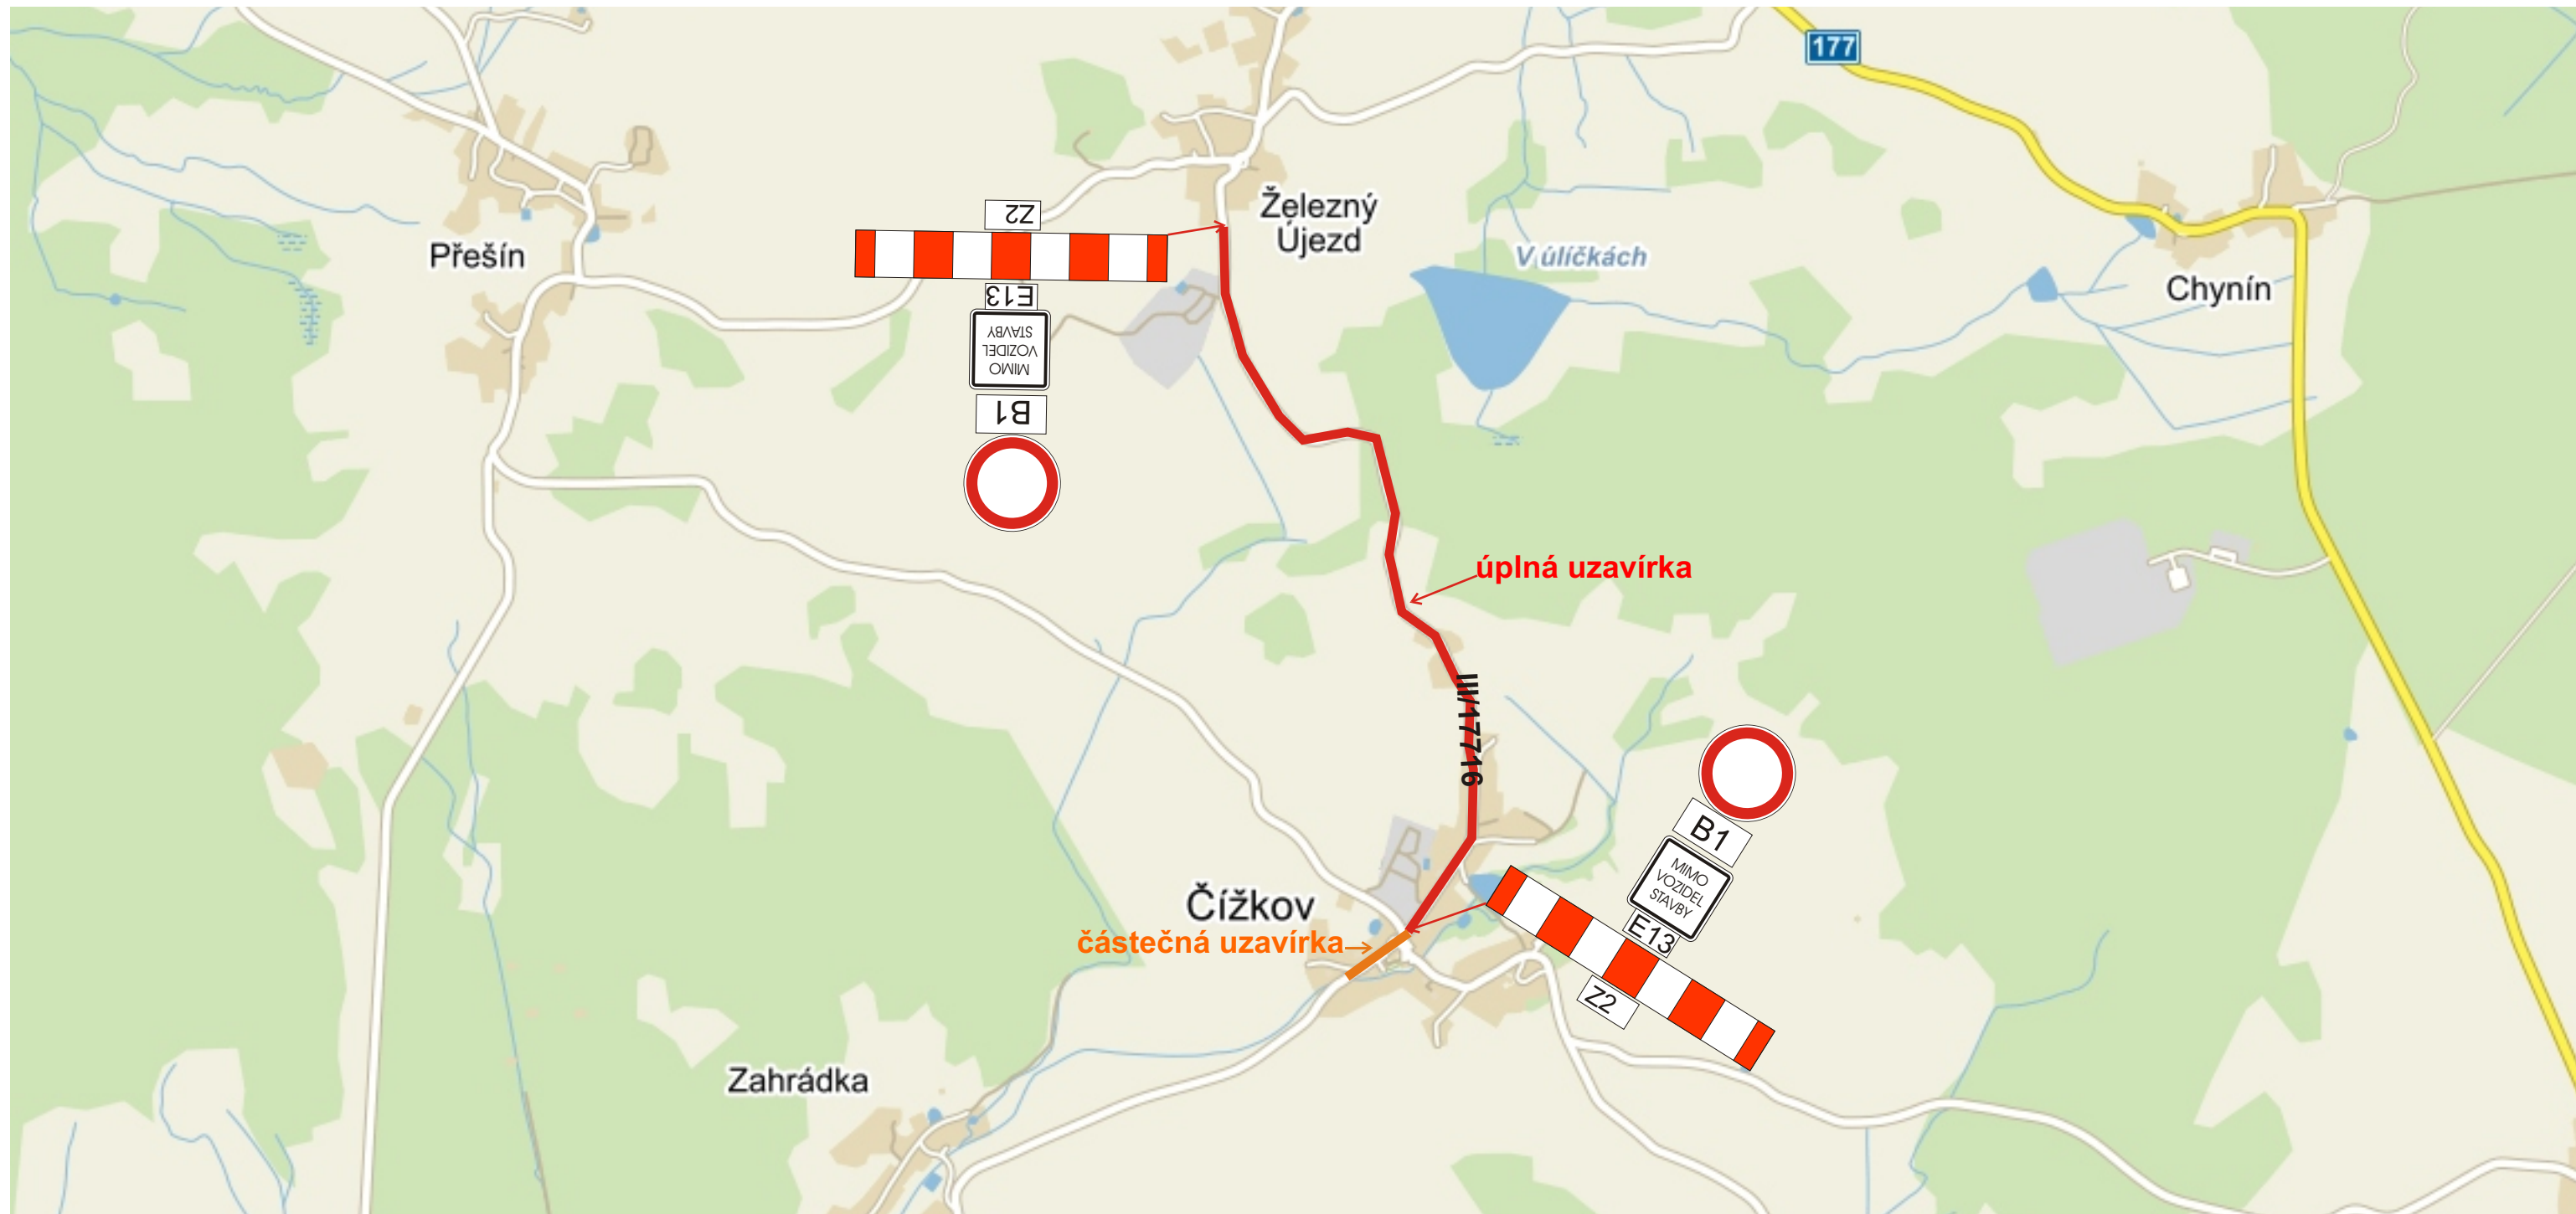 177
Přešín
Železný
Újezd
V úlíčkách
Chynín
Z2
E13
MIMO
VOZIDEL
STAVBY
B1
úplná uzavírka
III/17716
B1
MIMO
VOZIDEL
STAVBY
E13
Z2
Čížkov
částečná uzavírka
Zahrádka